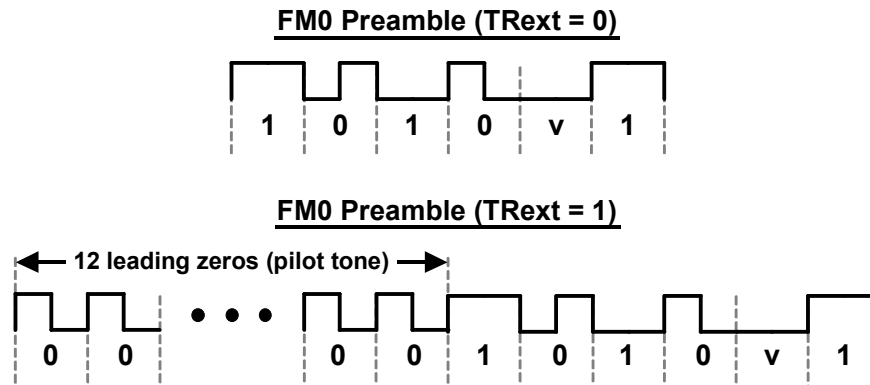 FM0 Preamble (TRext = 0)
1 0 1 0 v 1
FM0 Preamble (TRext = 1)
12 leading zeros (pilot tone)
0 0 0 0 1 0 1 0 v 1